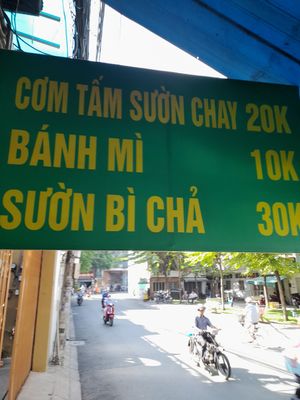 CƠM TẤM SƯỜN CHAY 20K
BÁNH MÌ 10K
SƯỜN BÌ CHẢ 30K